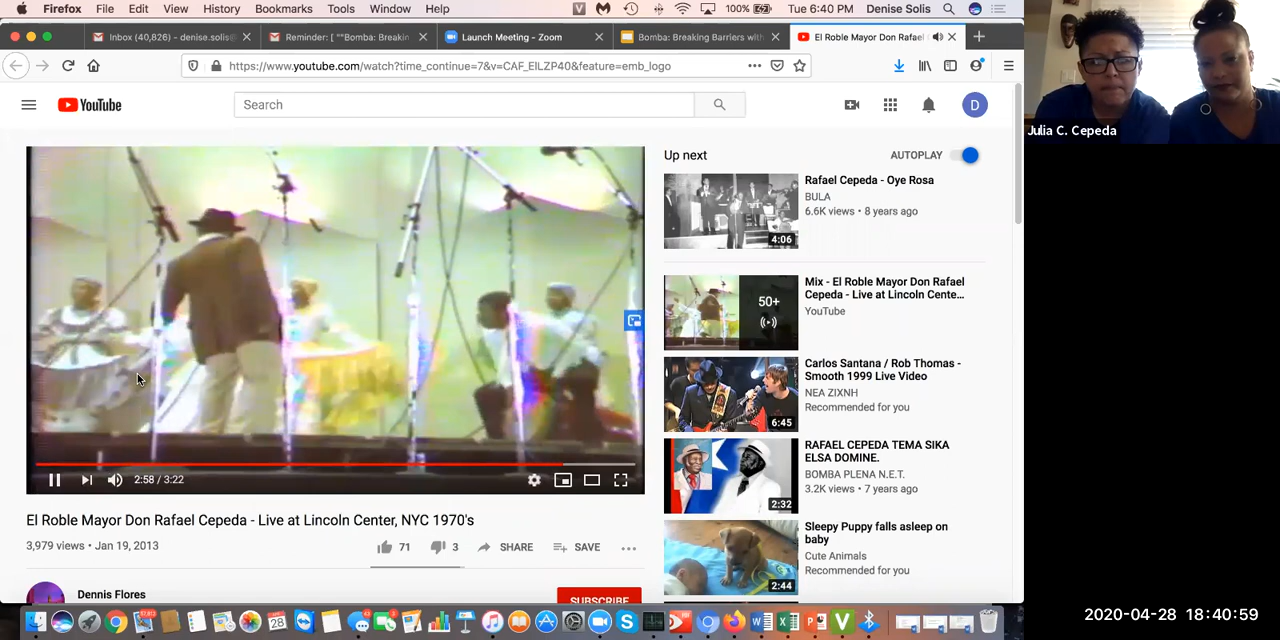 Firefox File Edit View History Bookmarks Tools Window Help 100% Tue 6:40 PM Denise Solis
Inbox (40,826) - denise.solis@ Reminder: [ ""Bomba: Breakin Launch Meeting - Zoom Bomba: Breaking Barriers with El Roble Mayor Don Rafael
https://www.youtube.com/watch?time_continue=7&v=CAF_EILZP40&feature=emb_logo
YouTube Search D
Up next AUTOPLAY
Rafael Cepeda - Oye Rosa
BULA
6.6K views • 8 years ago
4:06
Mix - El Roble Mayor Don Rafael
Cepeda - Live at Lincoln Cente...
YouTube
50+
Carlos Santana / Rob Thomas -
Smooth 1999 Live Video
NEA ZIXNH
Recommended for you
6:45
RAFAEL CEPEDA TEMA SIKA
ELSA DOMINE.
BOMBA PLENA N.E.T.
3.2K views • 7 years ago
2:32
Sleepy Puppy falls asleep on
baby
Cute Animals
Recommended for you
2:44
2:58 / 3:22
El Roble Mayor Don Rafael Cepeda - Live at Lincoln Center, NYC 1970's
3,979 views • Jan 19, 2013
71 3 SHARE SAVE
Dennis Flores
SUBSCRIBE
Julia C. Cepeda
2020-04-28 18:40:59